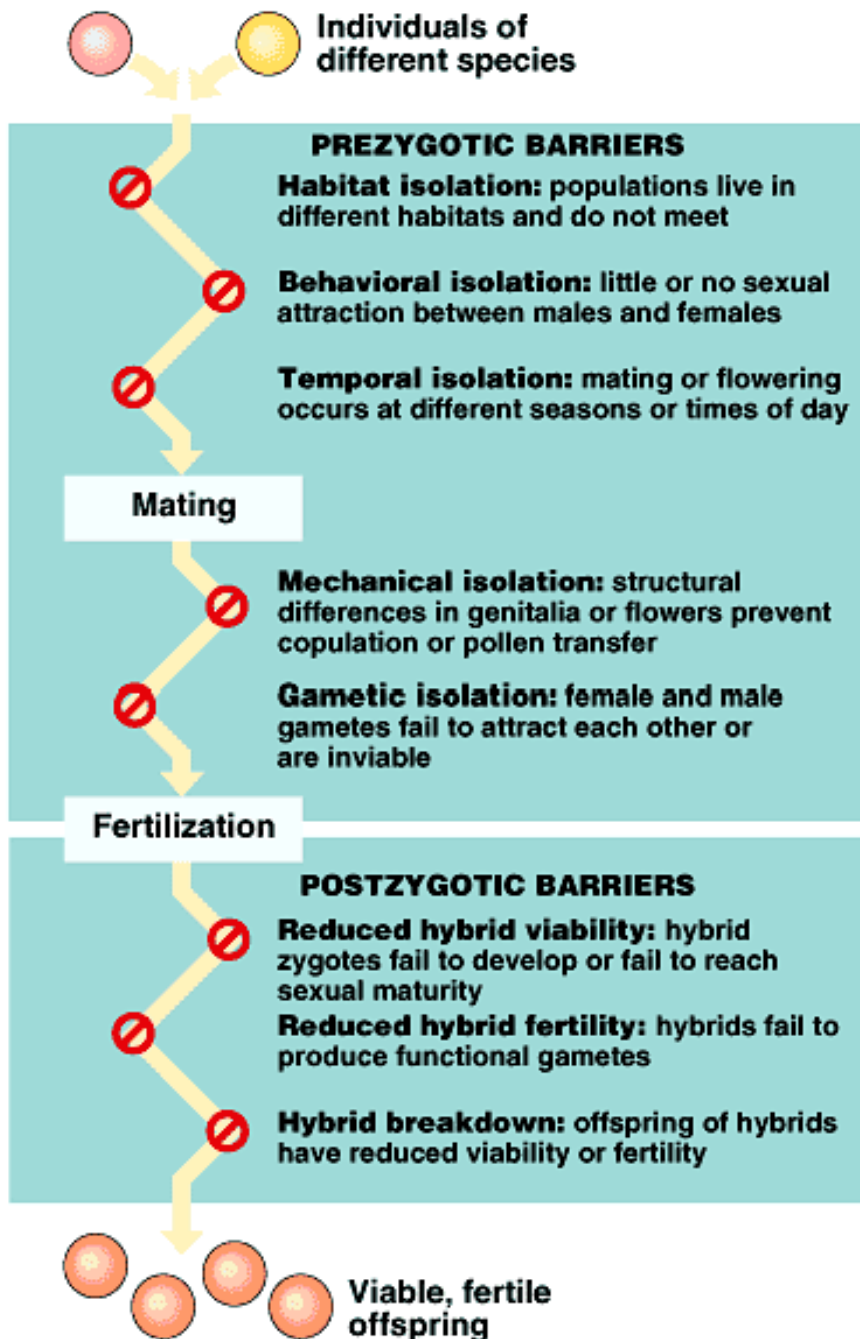 Individuals of
different species
PREZYGOTIC BARRIERS
Habitat isolation: populations live in
different habitats and do not meet
Behavioral isolation: little or no sexual
attraction between males and females
Temporal isolation: mating or flowering
occurs at different seasons or times of day
Mating
Mechanical isolation: structural
differences in genitalia or flowers prevent
copulation or pollen transfer
Gametic isolation: female and male
gametes fail to attract each other or
are inviable
Fertilization
POSTZYGOTIC BARRIERS
Reduced hybrid viability: hybrid
zygotes fail to develop or fail to reach
sexual maturity
Reduced hybrid fertility: hybrids fail to
produce functional gametes
Hybrid breakdown: offspring of hybrids
have reduced viability or fertility
Viable, fertile
offspring